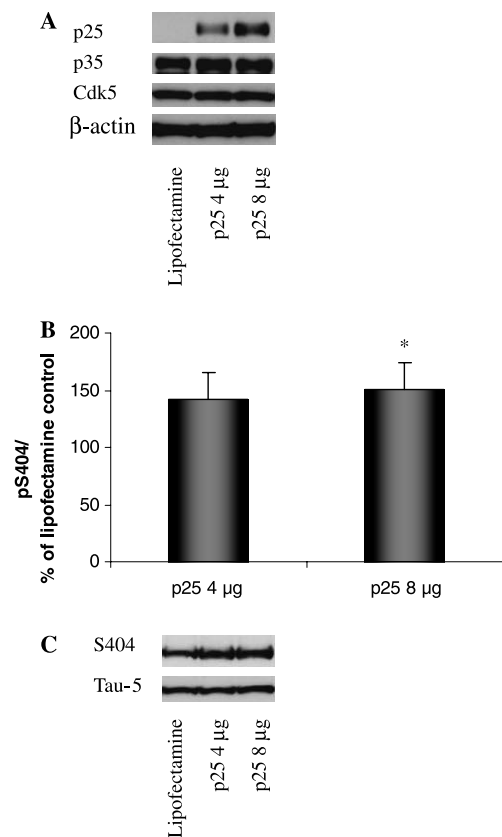 A
p25
p35
Cdk5
β-actin
Lipofectamine
p25 4 µg
p25 8 µg
B
pS404/
% of lipofectamine control
200
150
100
50
0
*
p25 4 µg
p25 8 µg
C
S404
Tau-5
Lipofectamine
p25 4 µg
p25 8 µg